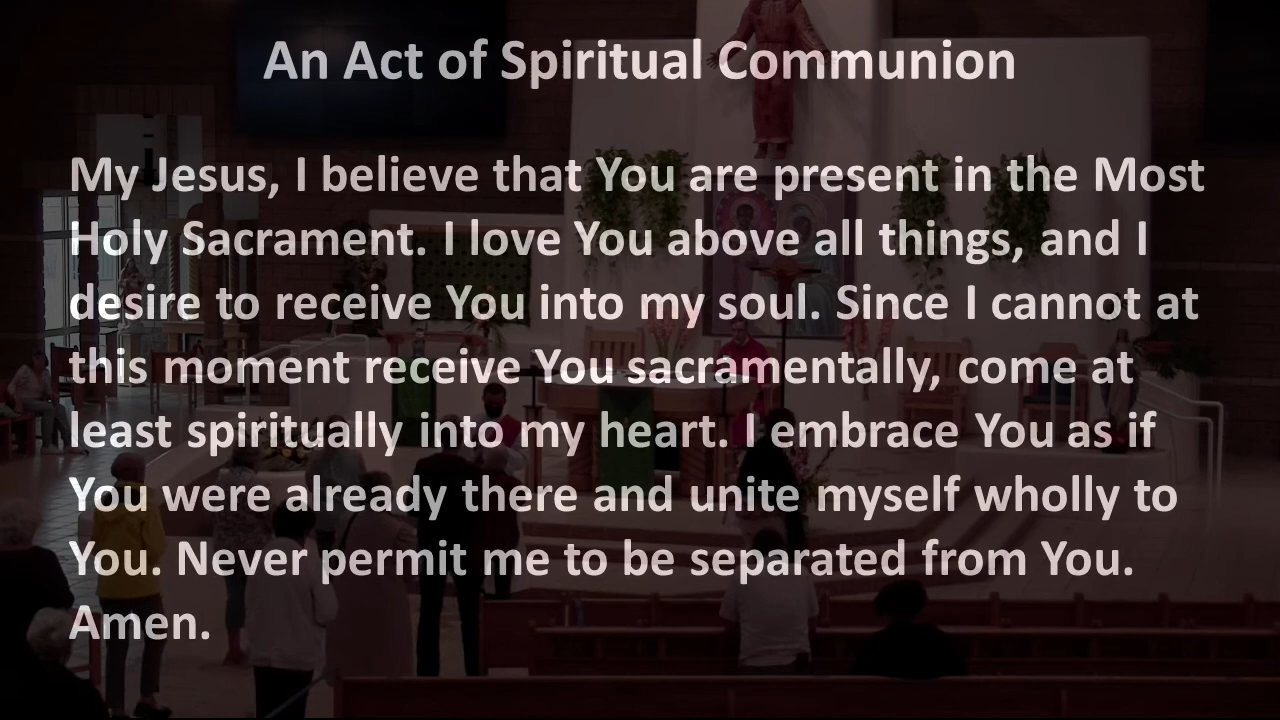 An Act of Spiritual Communion
My Jesus, I believe that You are present in the Most
Holy Sacrament. I love You above all things, and I
desire to receive You into my soul. Since I cannot at
this moment receive You sacramentally, come at
least spiritually into my heart. I embrace You as if
You were already there and unite myself wholly to
You. Never permit me to be separated from You.
Amen.